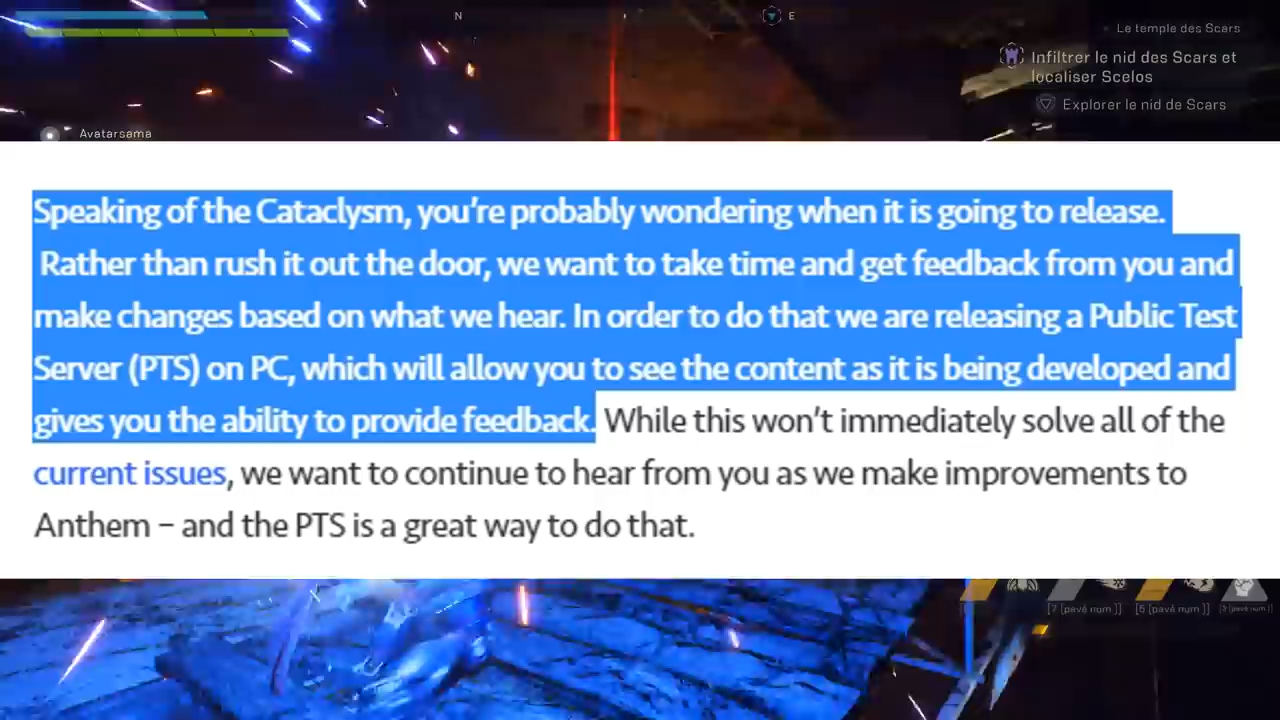 N
E
Le temple des Scars
Infiltrer le nid des Scars et
localiser Scelos
Explorer le nid de Scars
Avatarsama
Speaking of the Cataclysm, you’re probably wondering when it is going to release.
Rather than rush it out the door, we want to take time and get feedback from you and
make changes based on what we hear. In order to do that we are releasing a Public Test
Server (PTS) on PC, which will allow you to see the content as it is being developed and
gives you the ability to provide feedback. While this won’t immediately solve all of the
current issues, we want to continue to hear from you as we make improvements to
Anthem – and the PTS is a great way to do that.
[7 [pavé num.]] [5 [pavé num.]] [3 [pavé num.]]